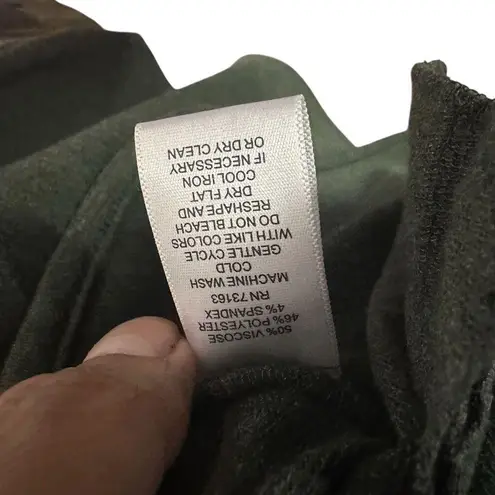 50% VISCOSE
46% POLYESTER
4% SPANDEX
RN 73163
MACHINE WASH
COLD
GENTLE CYCLE
WITH LIKE COLORS
DO NOT BLEACH
RESHAPE AND
DRY FLAT
COOL IRON
IF NECESSARY
OR DRY CLEAN